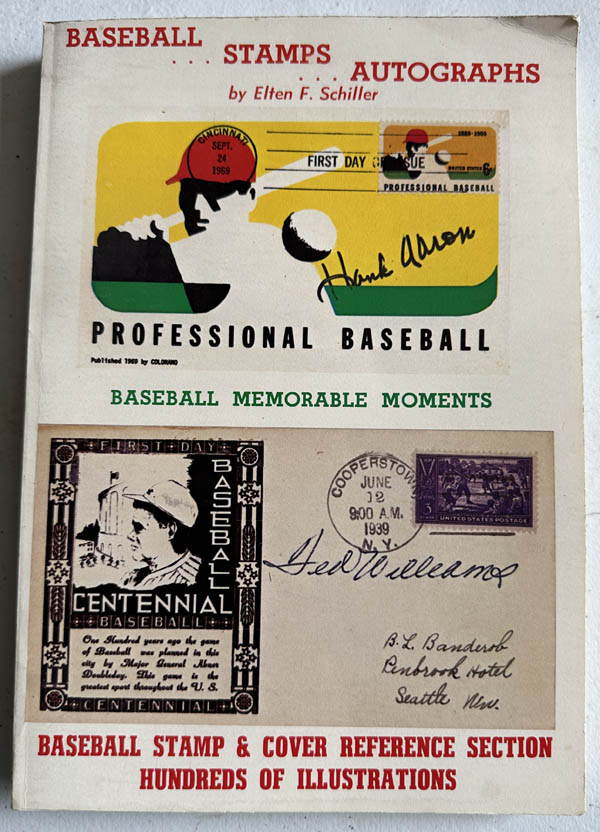 BASEBALL
... STAMPS
... AUTOGRAPHS
by Elten F. Schiller
CINCINNATI
SEPT.
24
1969
FIRST DAY OF ISSUE
1869-1969
UNITED STATES 6¢
PROFESSIONAL BASEBALL
Hank Aaron
PROFESSIONAL BASEBALL
Published 1969 by COLORANO
BASEBALL MEMORABLE MOMENTS
FIRST DAY
BASEBALL
CENTENNIAL
BASEBALL
One Hundred years ago the game
of Baseball was planned in this
city by Major General Abner
Doubleday. This game is the
greatest sport throughout the U. S.
CENTENNIAL
COOPERSTOWN
JUNE
12
9:00 A.M.
1939
N.Y.
3
UNITED STATES POSTAGE
Ted Williams
B. L. Banderob
Penbrook Hotel
Seattle
BASEBALL STAMP & COVER REFERENCE SECTION
HUNDREDS OF ILLUSTRATIONS